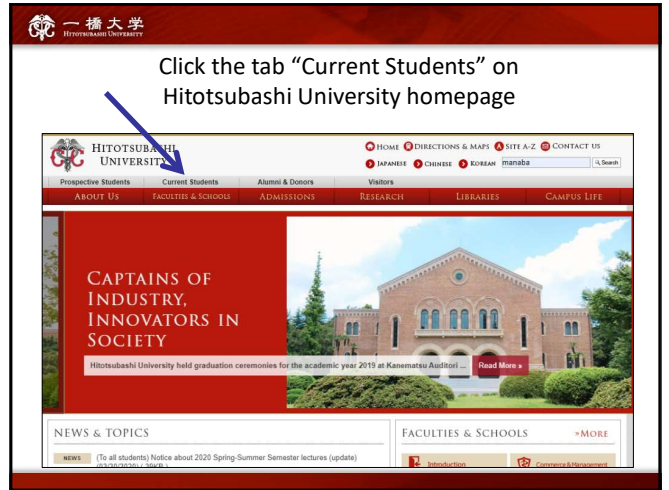 一橋大学
HITOTSUBASHI UNIVERSITY
Click the tab “Current Students” on
Hitotsubashi University homepage
HITOTSUBASHI
UNIVERSITY
HOME DIRECTIONS & MAPS SITE A-Z CONTACT US
JAPANESE CHINESE KOREAN manaba Search
Prospective Students Current Students Alumni & Donors Visitors
ABOUT US FACULTIES & SCHOOLS ADMISSIONS RESEARCH LIBRARIES CAMPUS LIFE
CAPTAINS OF
INDUSTRY,
INNOVATORS IN
SOCIETY
Hitotsubashi University held graduation ceremonies for the academic year 2019 at Kanematsu Auditori ... Read More »
NEWS & TOPICS
FACULTIES & SCHOOLS »MORE
NEWS (To all students) Notice about 2020 Spring-Summer Semester lectures (update)
(03/30/2020) ( 39KB )
Introduction Commerce & Management